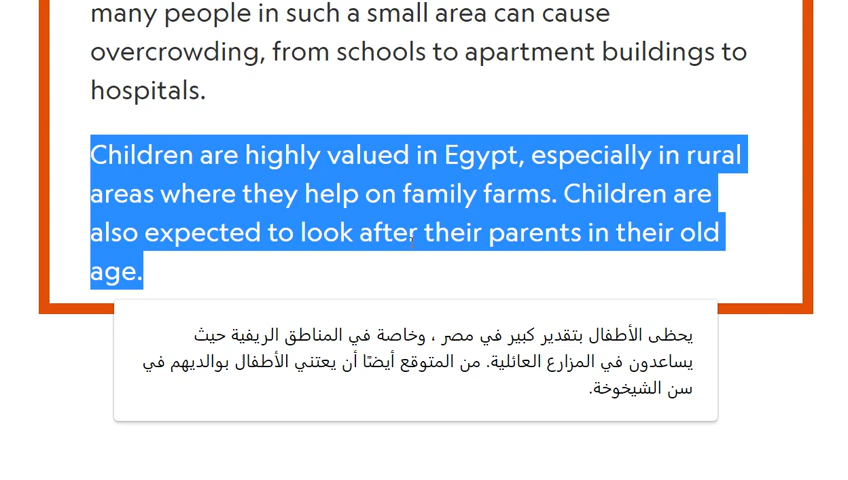 many people in such a small area can cause
overcrowding, from schools to apartment buildings to
hospitals.
Children are highly valued in Egypt, especially in rural
areas where they help on family farms. Children are
also expected to look after their parents in their old
age.
يحظى الأطفال بتقدير كبير في مصر ، وخاصة في المناطق الريفية حيث
يساعدون في المزارع العائلية. من المتوقع أيضًا أن يعتني الأطفال بوالديهم في
سن الشيخوخة.